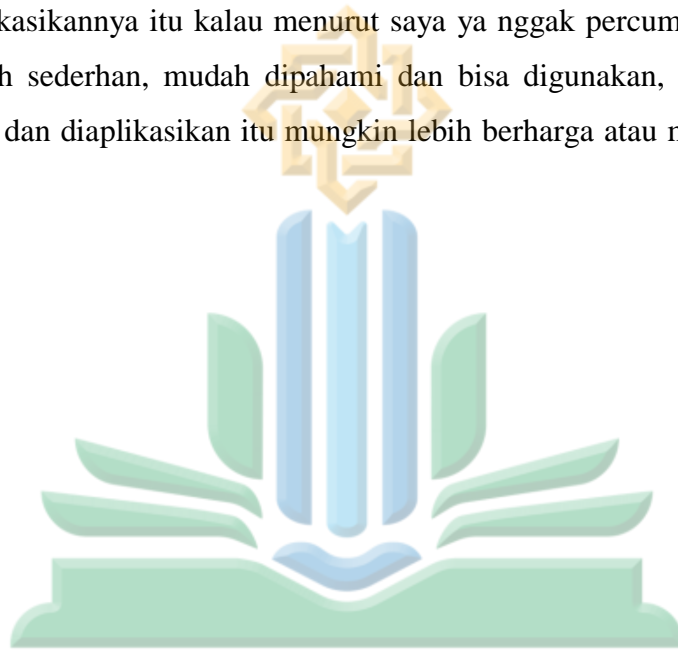 kasikannya itu kalau menurut saya ya nggak percum
h sederhan, mudah dipahami dan bisa digunakan,
dan diaplikasikan itu mungkin lebih berharga atau